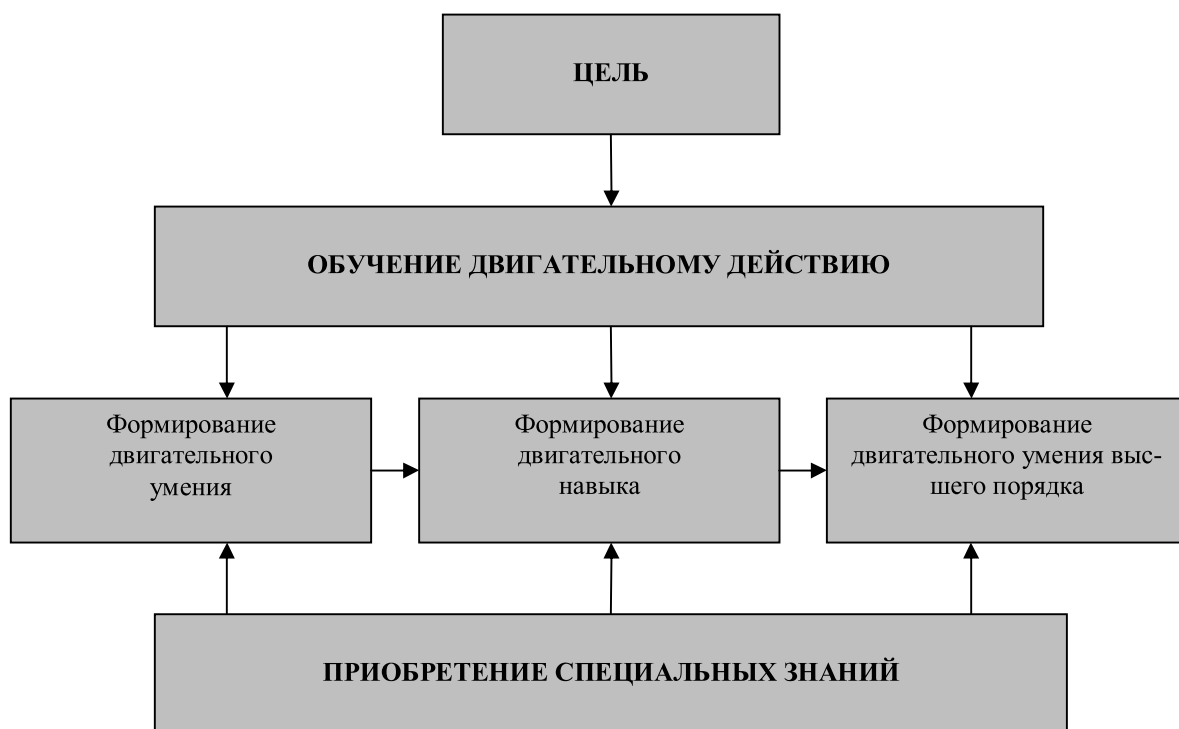 ЦЕЛЬ
ОБУЧЕНИЕ ДВИГАТЕЛЬНОМУ ДЕЙСТВИЮ
Формирование
двигательного
умения
Формирование
двигательного
навыка
Формирование
двигательного умения выс-
шего порядка
ПРИОБРЕТЕНИЕ СПЕЦИАЛЬНЫХ ЗНАНИЙ